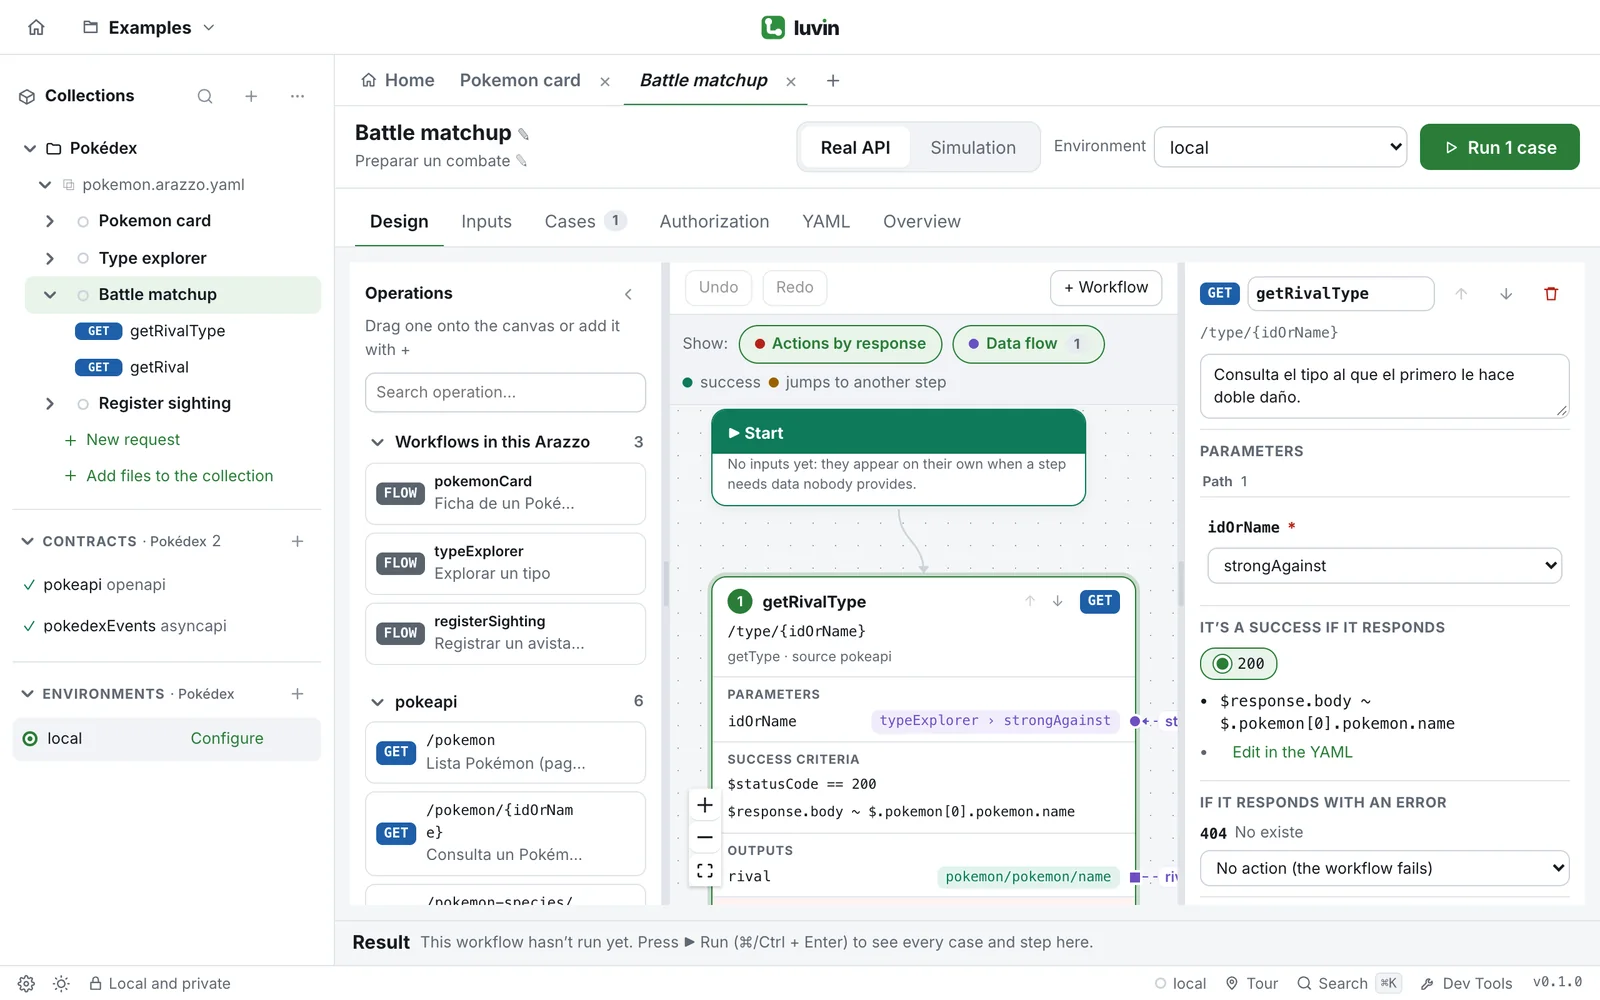 Examples
luvin
Collections
Pokédex
pokemon.arazzo.yaml
Pokemon card
Type explorer
Battle matchup
GET getRivalType
GET getRival
Register sighting
+ New request
+ Add files to the collection
CONTRACTS · Pokédex 2
pokeapi openapi
pokedexEvents asyncapi
ENVIRONMENTS · Pokédex
local Configure
Home Pokemon card × Battle matchup × +
Battle matchup
Preparar un combate
Real API Simulation Environment local Run 1 case
Design Inputs Cases 1 Authorization YAML Overview
Operations
Drag one onto the canvas or add it
with +
Search operation...
Workflows in this Arazzo 3
FLOW pokemonCard
Ficha de un Poké...
FLOW typeExplorer
Explorar un tipo
FLOW registerSighting
Registrar un avista...
pokeapi 6
GET /pokemon
Lista Pokémon (pag...
/pokemon/{idOrNam
GET e}
Consulta un Pokém...
/pokemon-species/
Undo Redo + Workflow
Show: Actions by response Data flow 1
success jumps to another step
Start
No inputs yet: they appear on their own when a step
needs data nobody provides.
1 getRivalType ↑ ↓ GET
/type/{idOrName}
getType · source pokeapi
PARAMETERS
idOrName typeExplorer › strongAgainst st
SUCCESS CRITERIA
$statusCode == 200
$response.body ~ $.pokemon[0].pokemon.name
OUTPUTS
rival pokemon/pokemon/name riv
GET getRivalType ↑ ↓
/type/{idOrName}
Consulta el tipo al que el primero le hace
doble daño.
PARAMETERS
Path 1
idOrName *
strongAgainst
IT’S A SUCCESS IF IT RESPONDS
200
• $response.body ~
$.pokemon[0].pokemon.name
• Edit in the YAML
IF IT RESPONDS WITH AN ERROR
404 No existe
No action (the workflow fails)
Result This workflow hasn’t run yet. Press ▶ Run (⌘/Ctrl + Enter) to see every case and step here.
Local and private
local Tour Search ⌘K Dev Tools v0.1.0